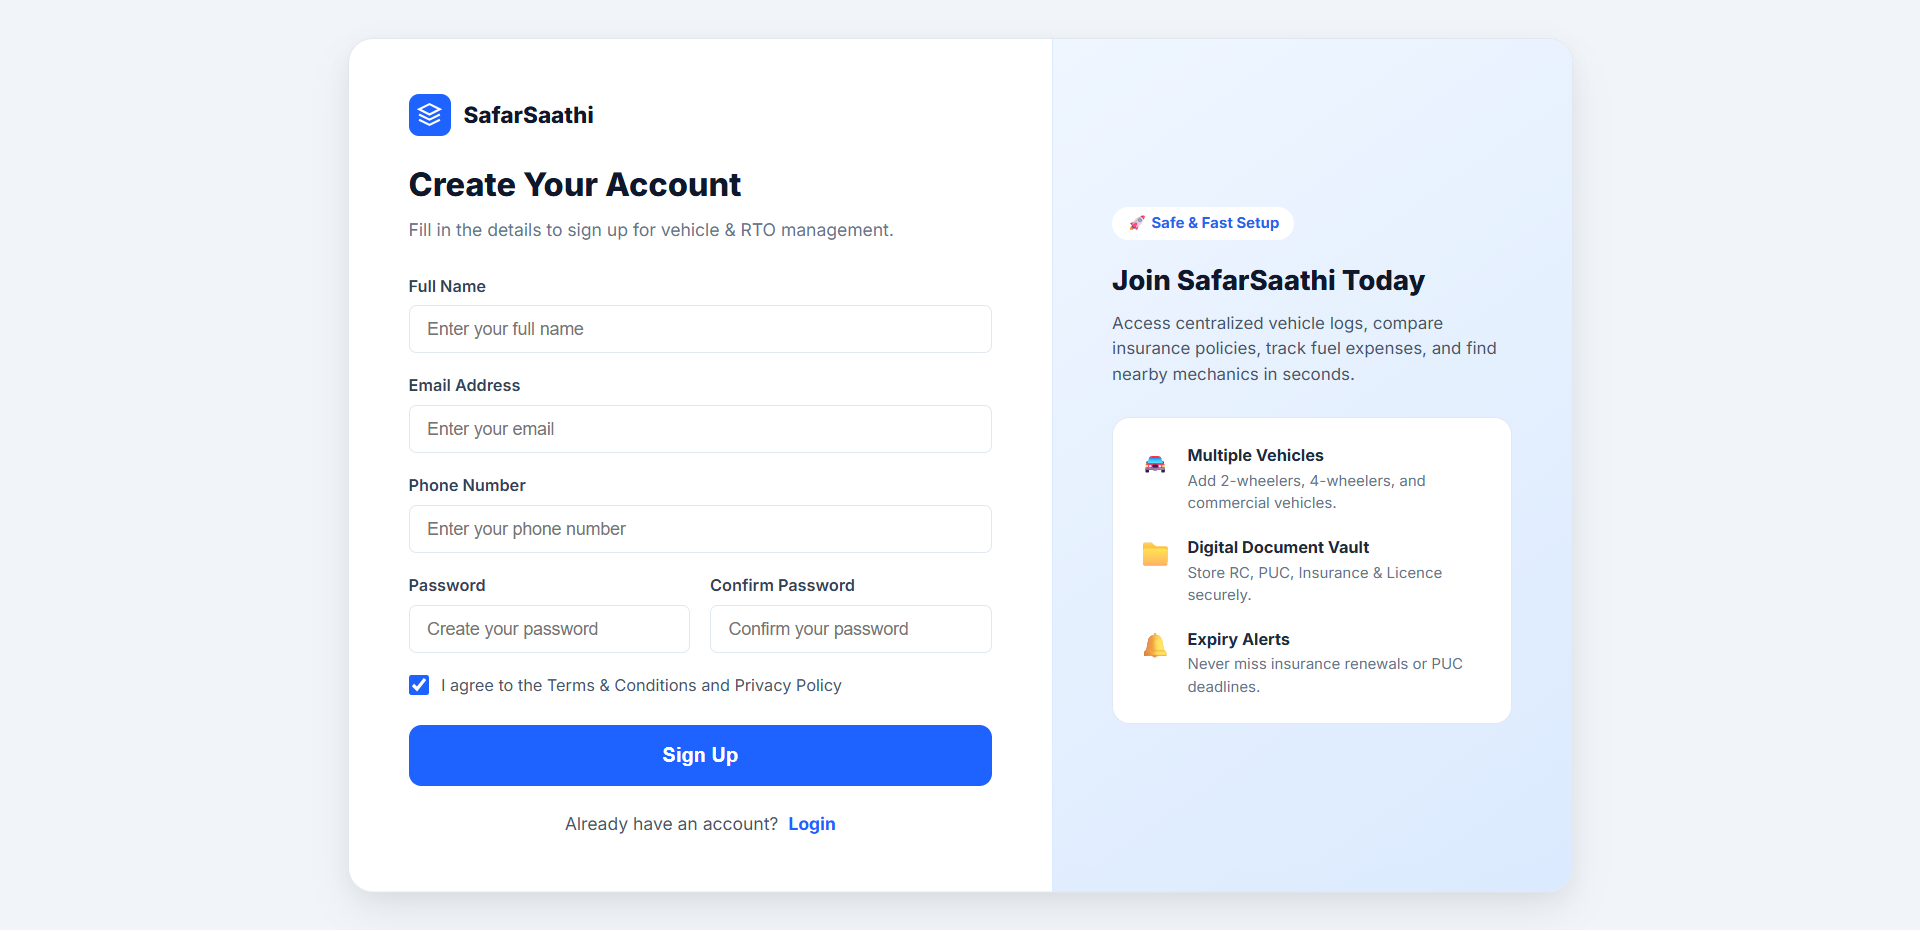 SafarSaathi
Create Your Account
Fill in the details to sign up for vehicle & RTO management.
Full Name
Enter your full name
Email Address
Enter your email
Phone Number
Enter your phone number
Password
Confirm Password
Create your password
Confirm your password
I agree to the Terms & Conditions and Privacy Policy
Sign Up
Already have an account? Login
🚀 Safe & Fast Setup
Join SafarSaathi Today
Access centralized vehicle logs, compare
insurance policies, track fuel expenses, and find
nearby mechanics in seconds.
Multiple Vehicles
Add 2-wheelers, 4-wheelers, and
commercial vehicles.
Digital Document Vault
Store RC, PUC, Insurance & Licence
securely.
Expiry Alerts
Never miss insurance renewals or PUC
deadlines.